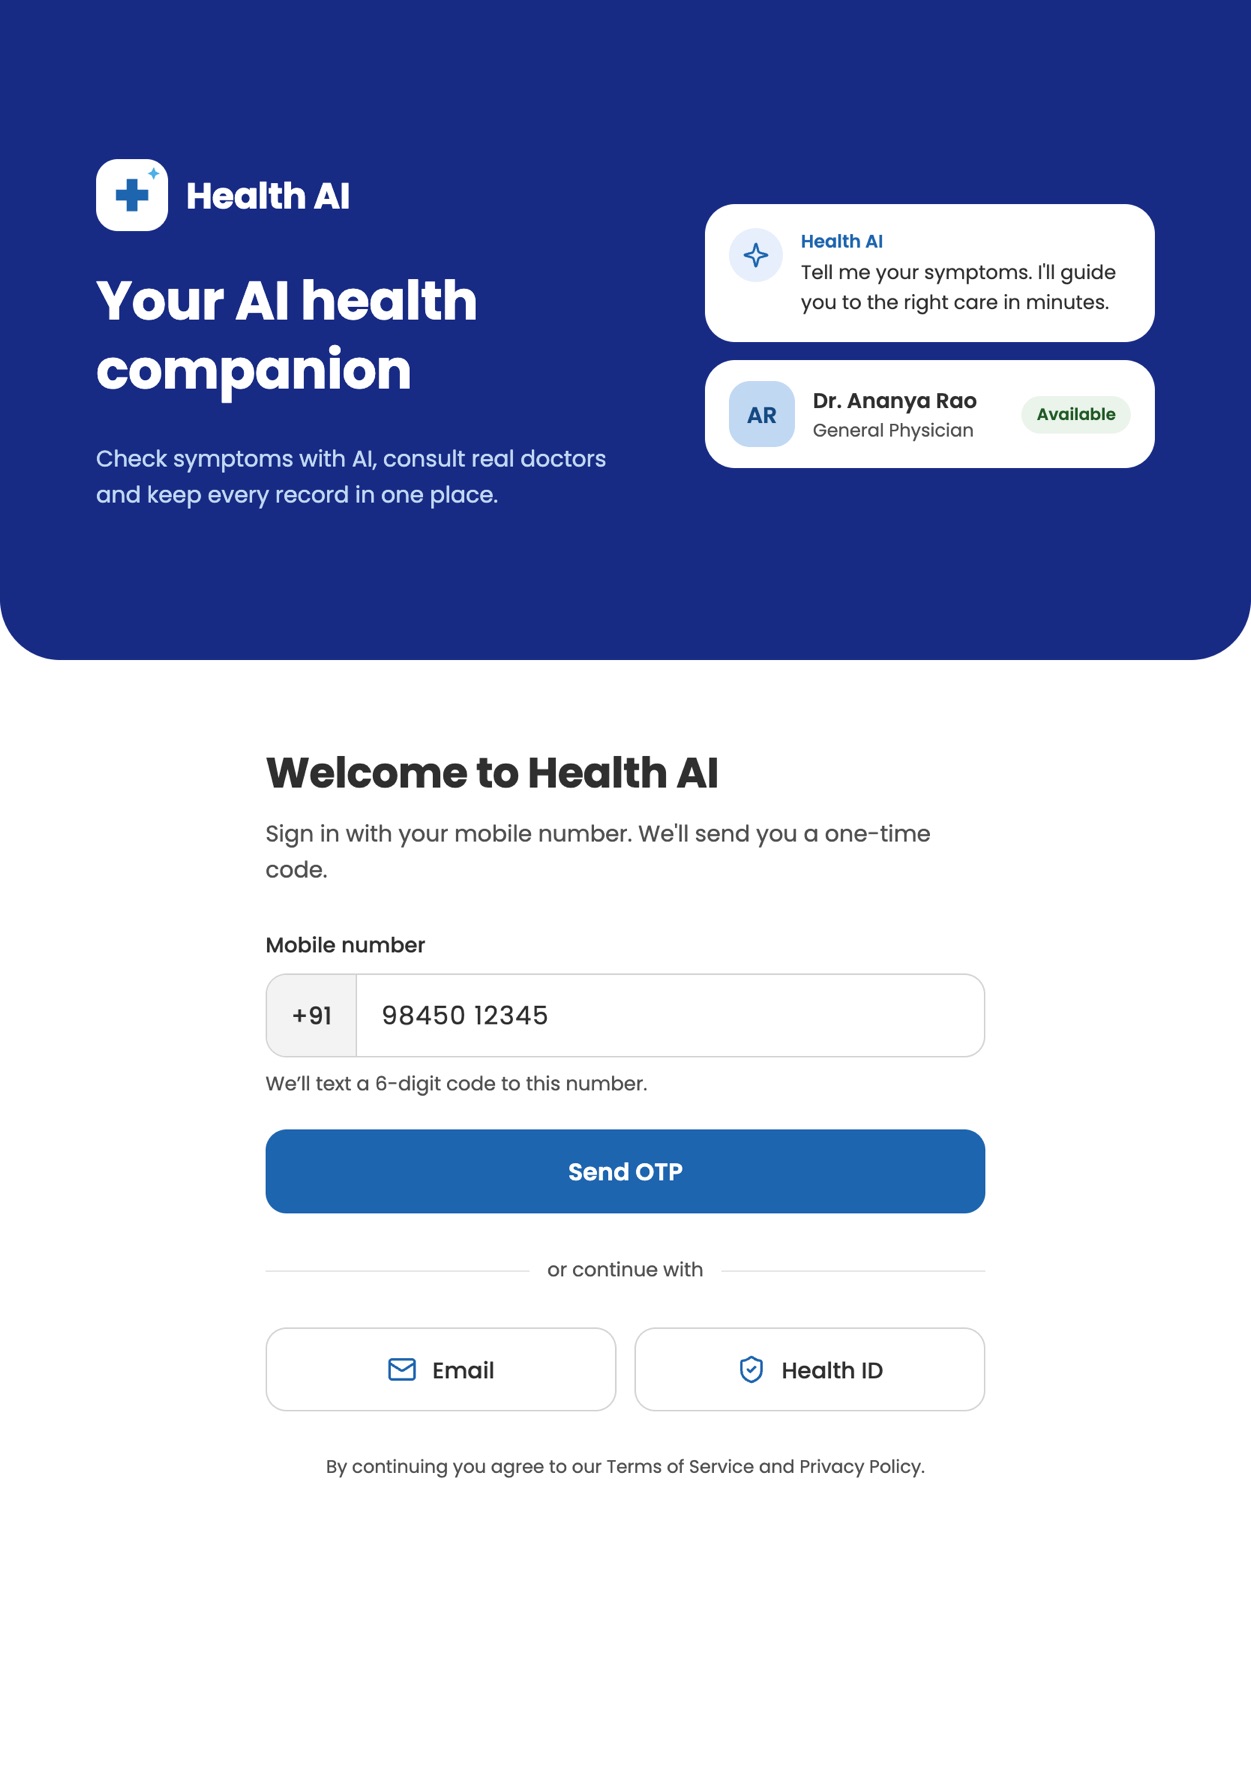 Health AI
Your AI health
companion
Check symptoms with AI, consult real doctors
and keep every record in one place.
Health AI
Tell me your symptoms. I'll guide
you to the right care in minutes.
AR
Dr. Ananya Rao
General Physician
Available
Welcome to Health AI
Sign in with your mobile number. We'll send you a one-time
code.
Mobile number
+91 98450 12345
We’ll text a 6-digit code to this number.
Send OTP
or continue with
Email
Health ID
By continuing you agree to our Terms of Service and Privacy Policy.